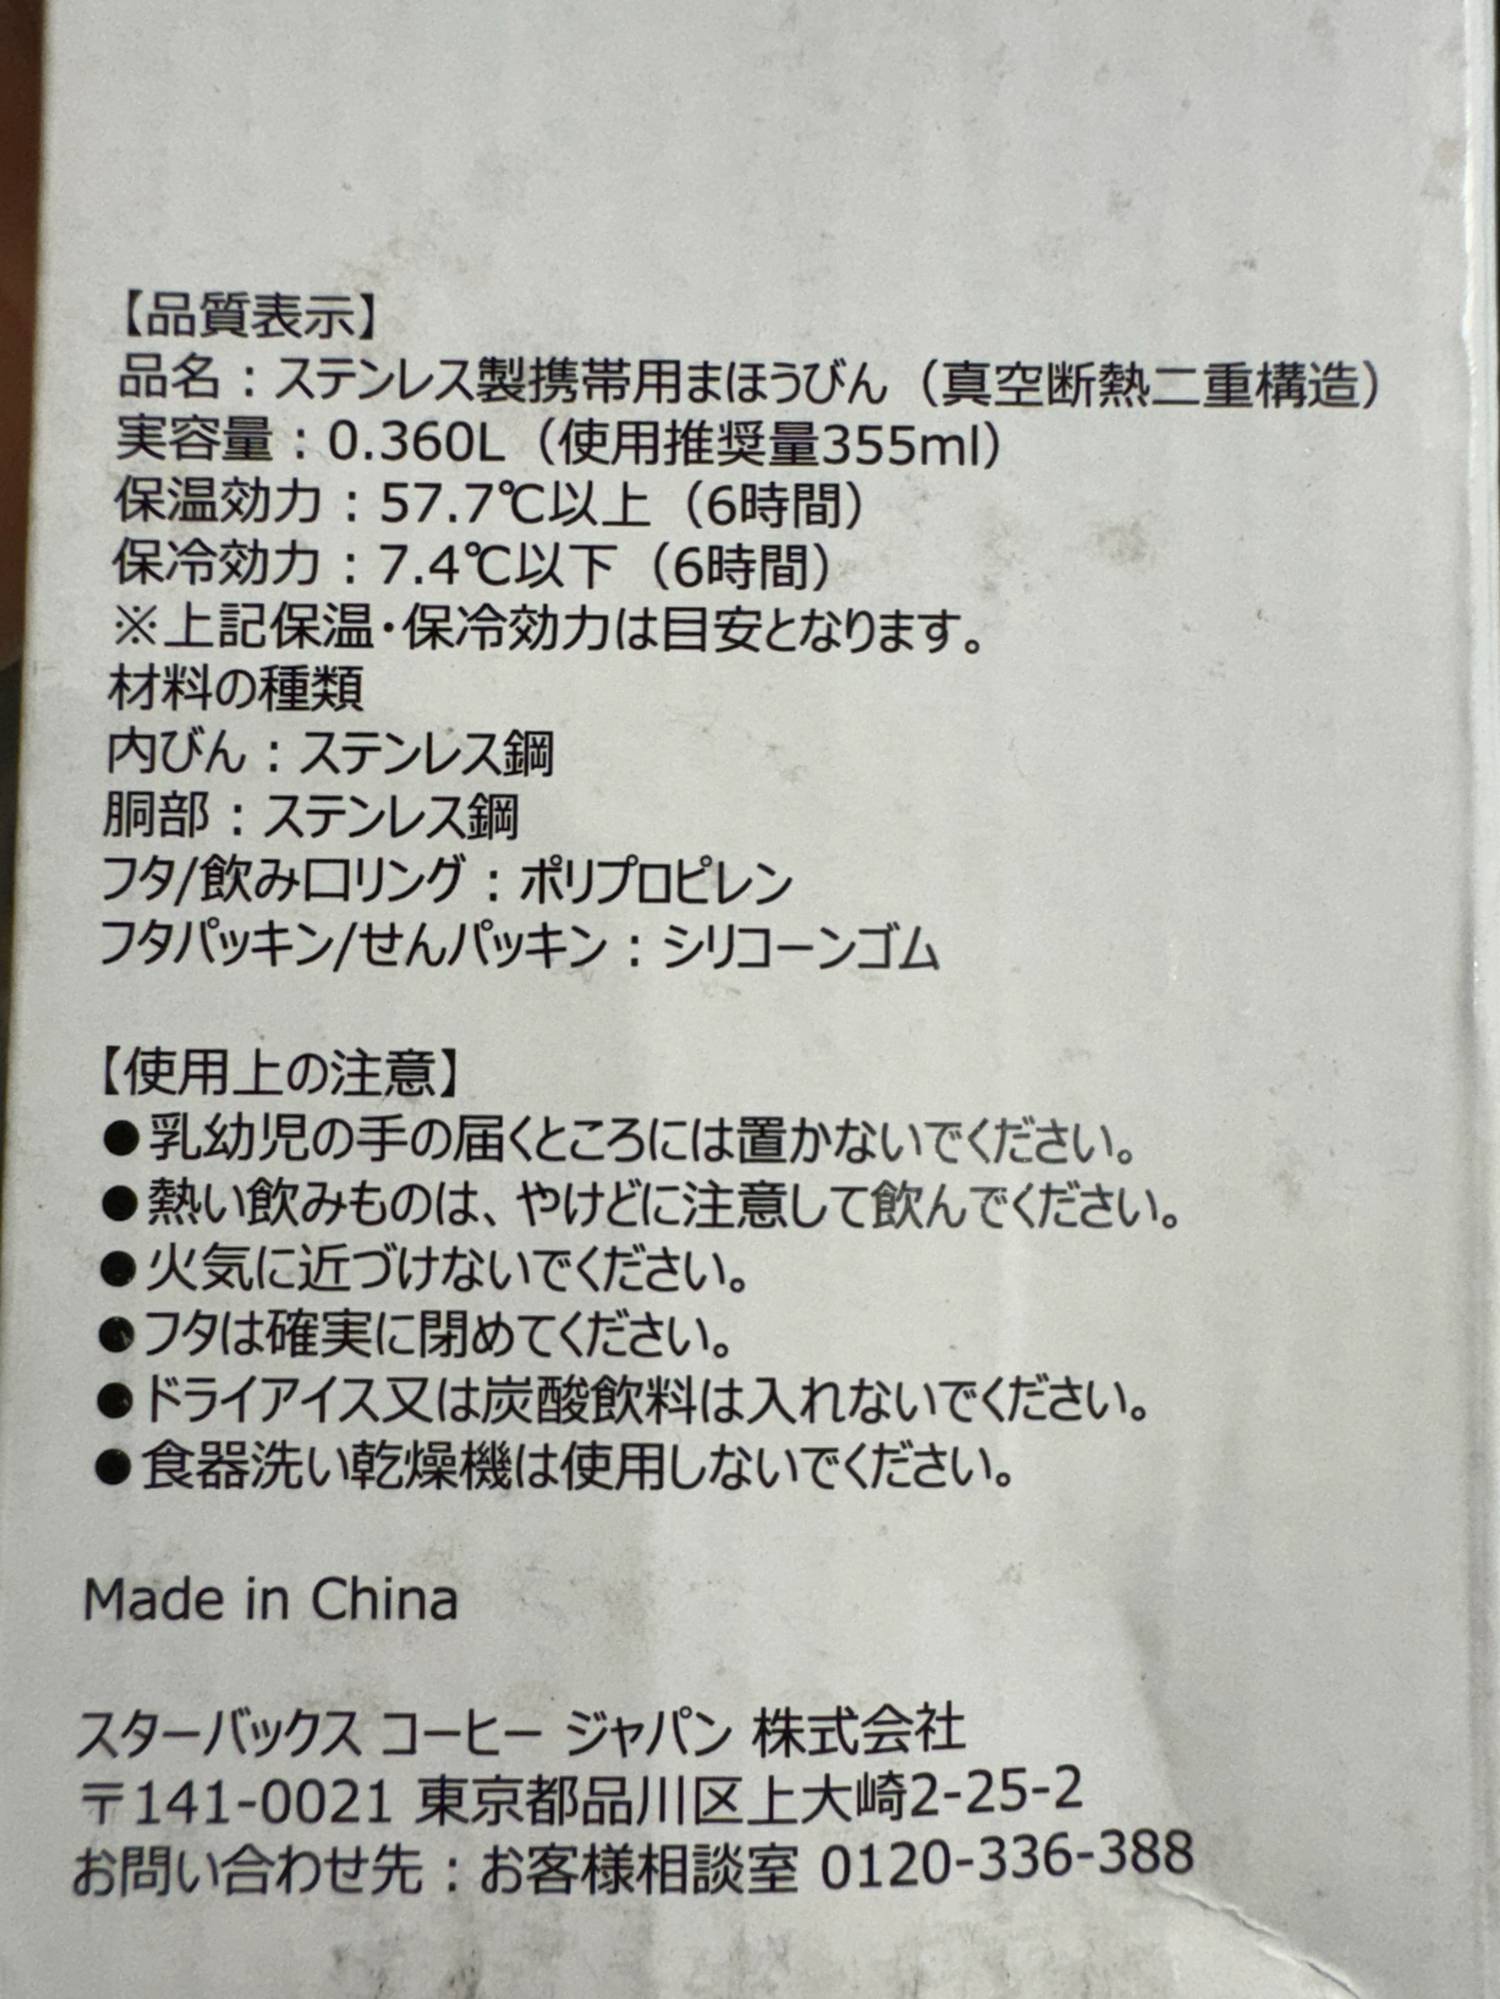 【品質表示】
品名：ステンレス製携帯用まほうびん（真空断熱二重構造）
実容量：0.360L（使用推奨量355ml）
保温効力：57.7℃以上（6時間）
保冷効力：7.4℃以下（6時間）
※上記保温・保冷効力は目安となります。
材料の種類
内びん：ステンレス鋼
胴部：ステンレス鋼
フタ/飲み口リング：ポリプロピレン
フタパッキン/せんパッキン：シリコーンゴム
【使用上の注意】
●乳幼児の手の届くところには置かないでください。
●熱い飲みものは、やけどに注意して飲んでください。
●火気に近づけないでください。
●フタは確実に閉めてください。
●ドライアイス又は炭酸飲料は入れないでください。
●食器洗い乾燥機は使用しないでください。
Made in China
スターバックス コーヒー ジャパン 株式会社
〒141-0021 東京都品川区上大崎2-25-2
お問い合わせ先：お客様相談室 0120-336-388